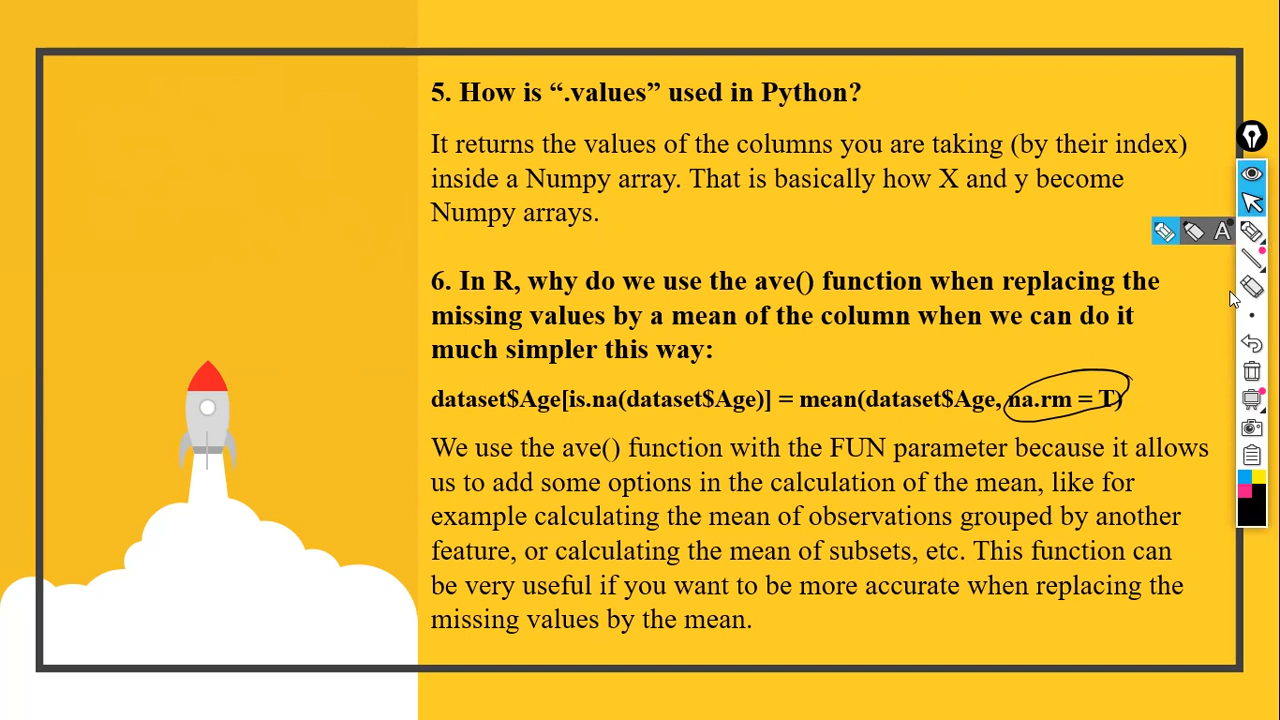 5. How is “.values” used in Python?
It returns the values of the columns you are taking (by their index)
inside a Numpy array. That is basically how X and y become
Numpy arrays.
6. In R, why do we use the ave() function when replacing the
missing values by a mean of the column when we can do it
much simpler this way:
dataset$Age[is.na(dataset$Age)] = mean(dataset$Age, na.rm = T)
We use the ave() function with the FUN parameter because it allows
us to add some options in the calculation of the mean, like for
example calculating the mean of observations grouped by another
feature, or calculating the mean of subsets, etc. This function can
be very useful if you want to be more accurate when replacing the
missing values by the mean.
A